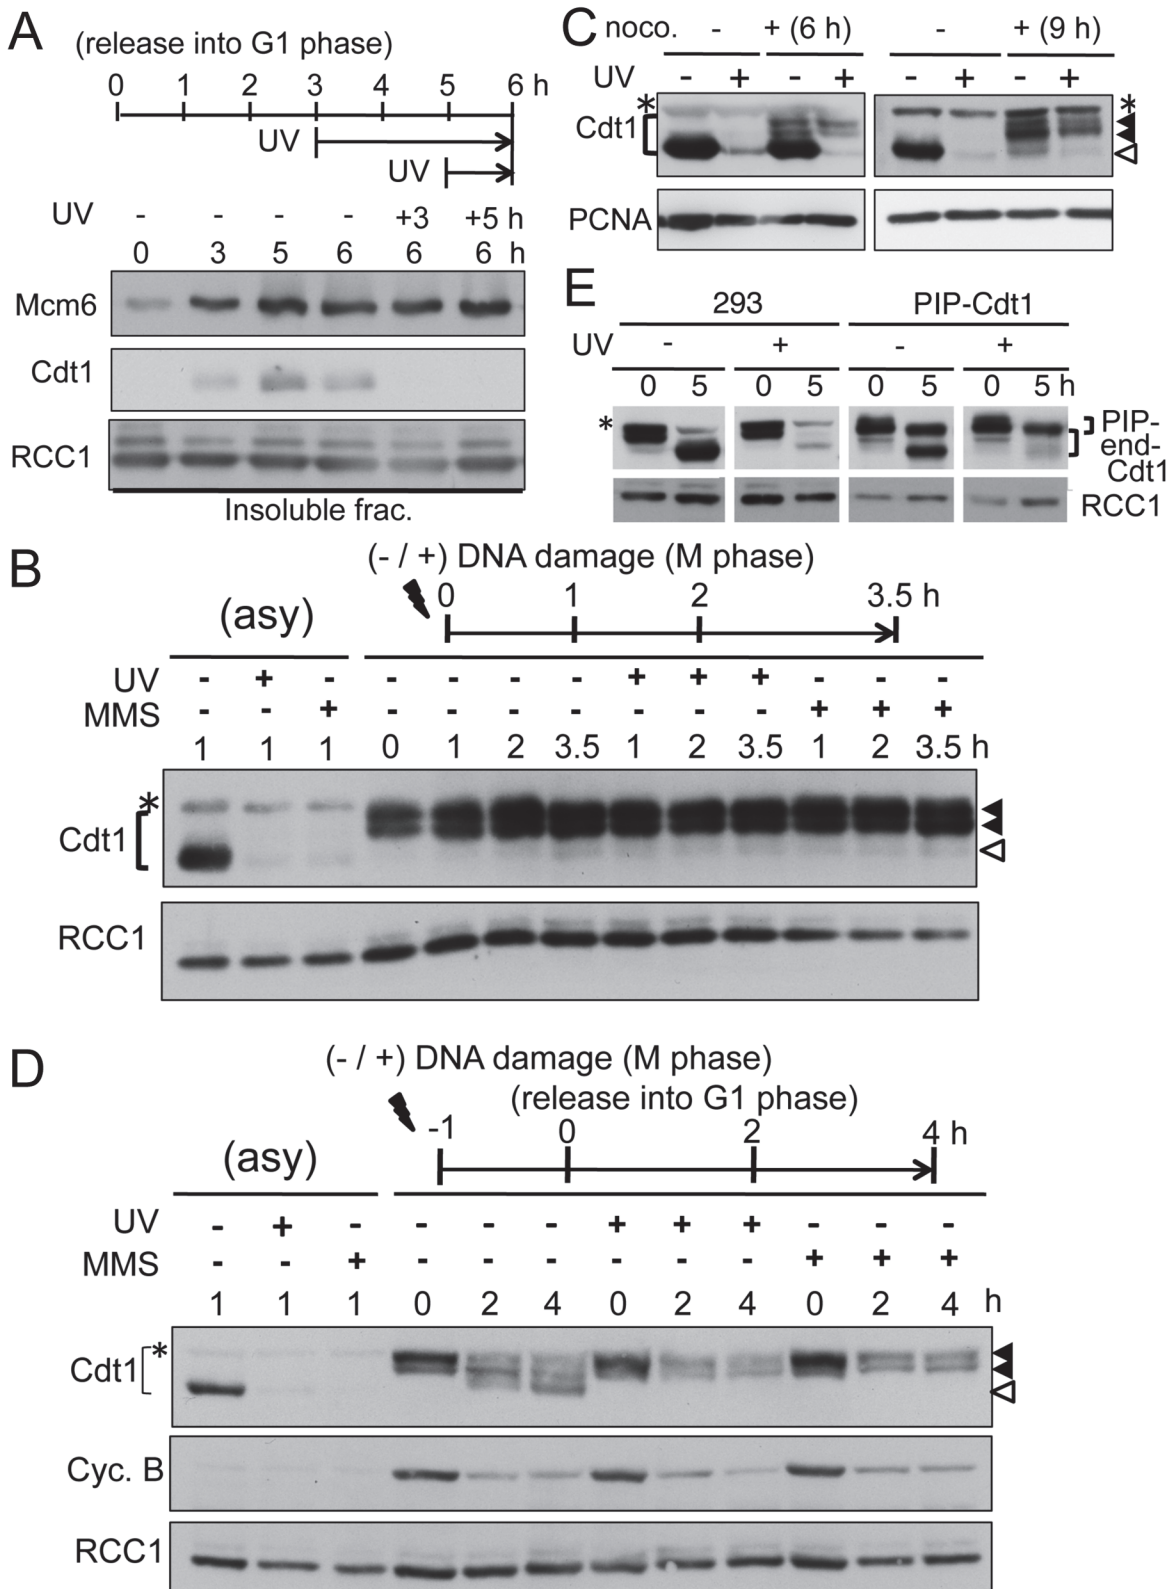 A
(release into G1 phase)
0 1 2 3 4 5 6 h
UV
UV
UV - - - - +3 +5 h
0 3 5 6 6 6 h
Mcm6
Cdt1
RCC1
Insoluble frac.
C noco. - + (6 h) - + (9 h)
UV - + - + - + - +
* *
Cdt1
PCNA
E
293 PIP-Cdt1
UV - + - +
0 5 0 5 0 5 0 5 h
* PIP-
end-
Cdt1
RCC1
B
(- / +) DNA damage (M phase)
0 1 2 3.5 h
(asy)
UV - + - - - - - + + + - - -
MMS - - + - - - - - - - + + +
1 1 1 0 1 2 3.5 1 2 3.5 1 2 3.5 h
*
Cdt1
RCC1
D
(- / +) DNA damage (M phase)
(release into G1 phase)
-1 0 2 4 h
(asy)
UV - + - - - - + + + - - -
MMS - - + - - - - - - + + +
1 1 1 0 2 4 0 2 4 0 2 4 h
Cdt1 *
Cyc. B
RCC1